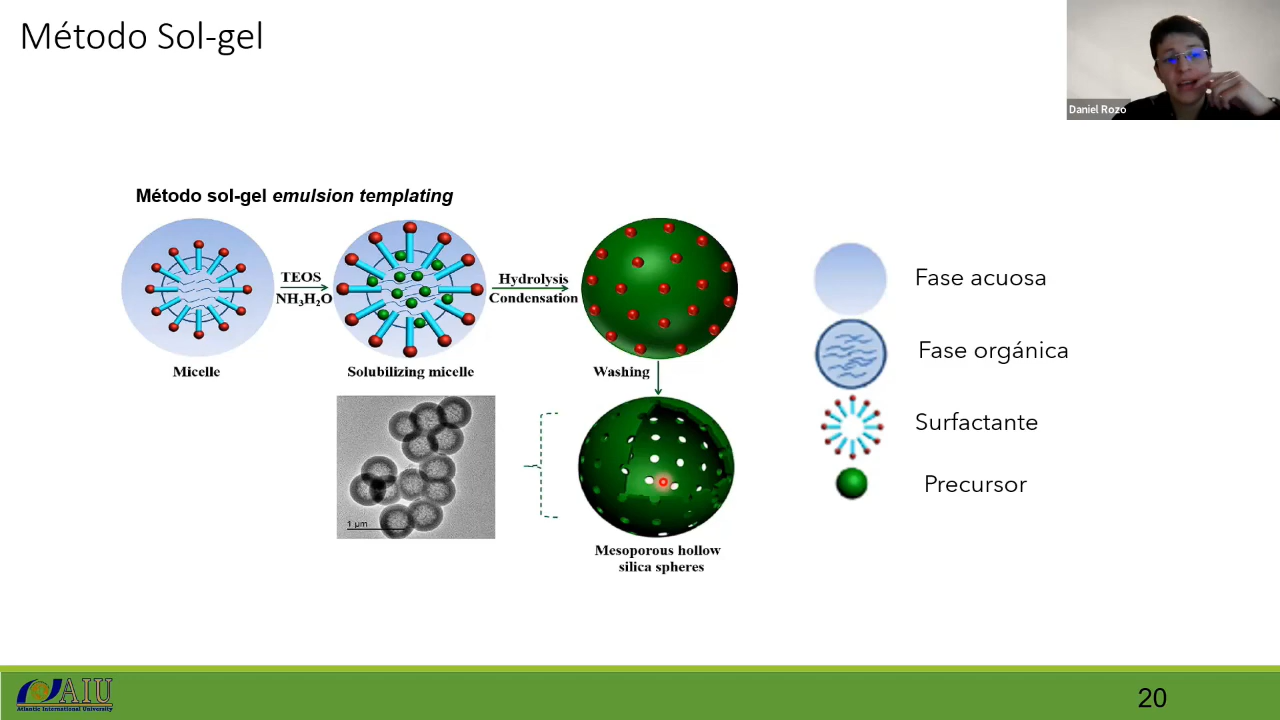 Método Sol-gel
Daniel Rozo
Método sol-gel emulsion templating
TEOS
NH₃H₂O
Hydrolysis
Condensation
Micelle
Solubilizing micelle
Washing
1 μm
Mesoporous hollow
silica spheres
Fase acuosa
Fase orgánica
Surfactante
Precursor
AIU
Atlantic International University
20